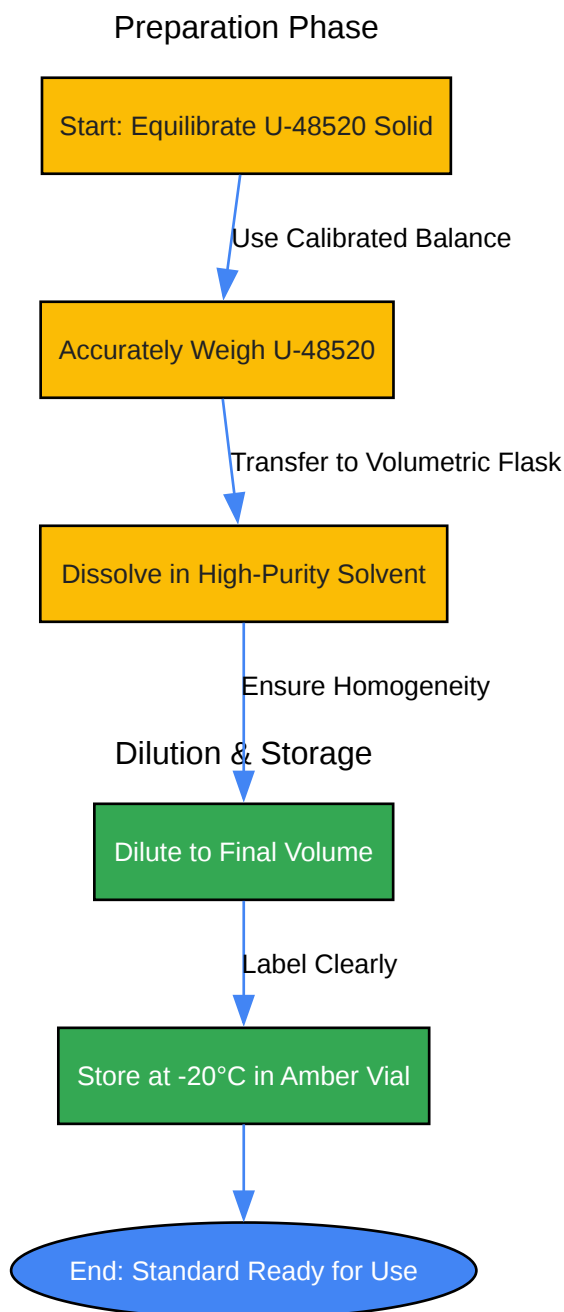 Preparation Phase
Start: Equilibrate U-48520 Solid
Use Calibrated Balance
Accurately Weigh U-48520
Transfer to Volumetric Flask
Dissolve in High-Purity Solvent
Ensure Homogeneity
Dilution & Storage
Dilute to Final Volume
Label Clearly
Store at -20°C in Amber Vial
End: Standard Ready for Use